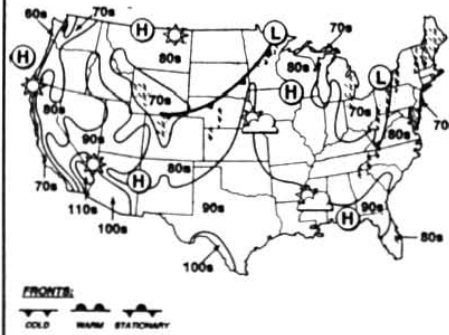 60s 70s
H H L 70s
H 80s 80s
H L
80s 70s 70s
90s 80s 70s
80s
70s H
110s 90s H 90s
100s 80s
100s
FRONTS:
COLD WARM STATIONARY